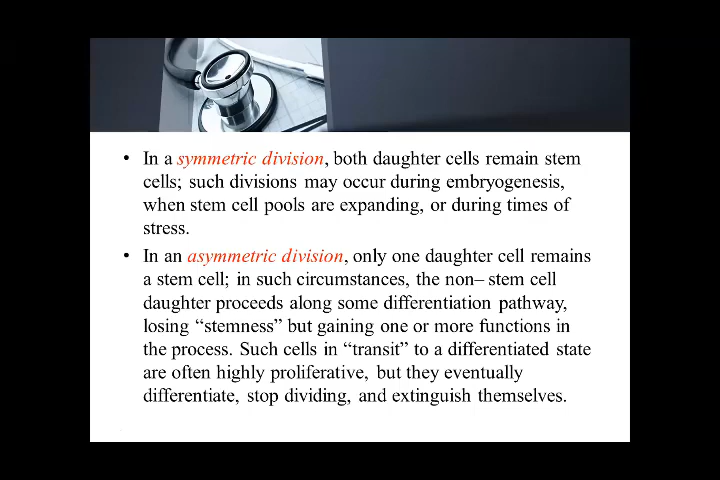 • In a symmetric division, both daughter cells remain stem
cells; such divisions may occur during embryogenesis,
when stem cell pools are expanding, or during times of
stress.
• In an asymmetric division, only one daughter cell remains
a stem cell; in such circumstances, the non– stem cell
daughter proceeds along some differentiation pathway,
losing “stemness” but gaining one or more functions in
the process. Such cells in “transit” to a differentiated state
are often highly proliferative, but they eventually
differentiate, stop dividing, and extinguish themselves.